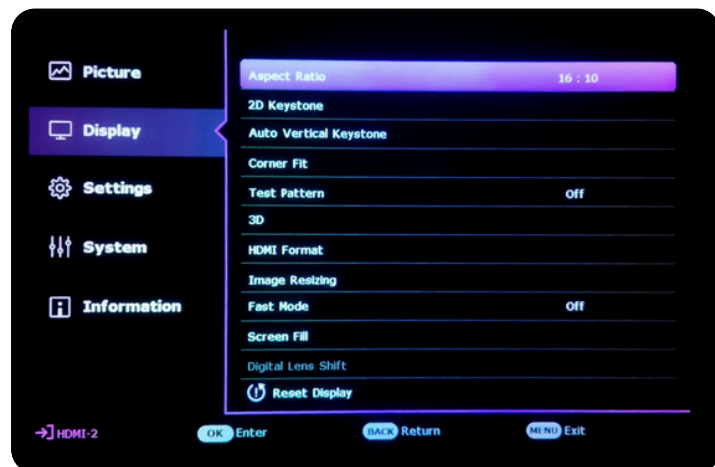 Picture
Display
Settings
System
Information
Aspect Ratio 16 : 10
2D Keystone
Auto Vertical Keystone
Corner Fit
Test Pattern Off
3D
HDMI Format
Image Resizing
Fast Mode Off
Screen Fill
Digital Lens Shift
Reset Display
HDMI-2 OK Enter BACK Return MENU Exit